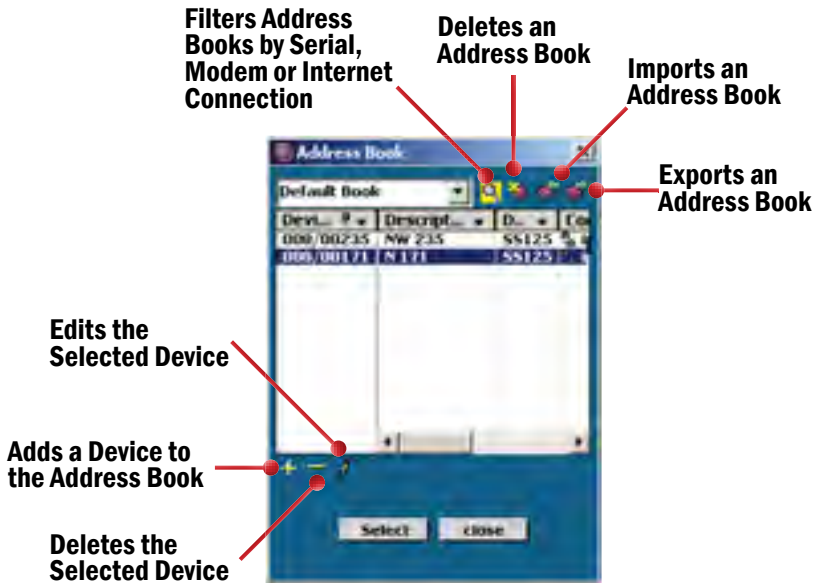 Filters Address
Books by Serial,
Modem or Internet
Connection
Deletes an
Address Book
Imports an
Address Book
Exports an
Address Book
Address Book
Default Book
Devi... Descript... D...
000/00235 NW 235 SS125
000/00171 N 171 SS125
Edits the
Selected Device
Adds a Device to
the Address Book
Deletes the
Selected Device
Select close